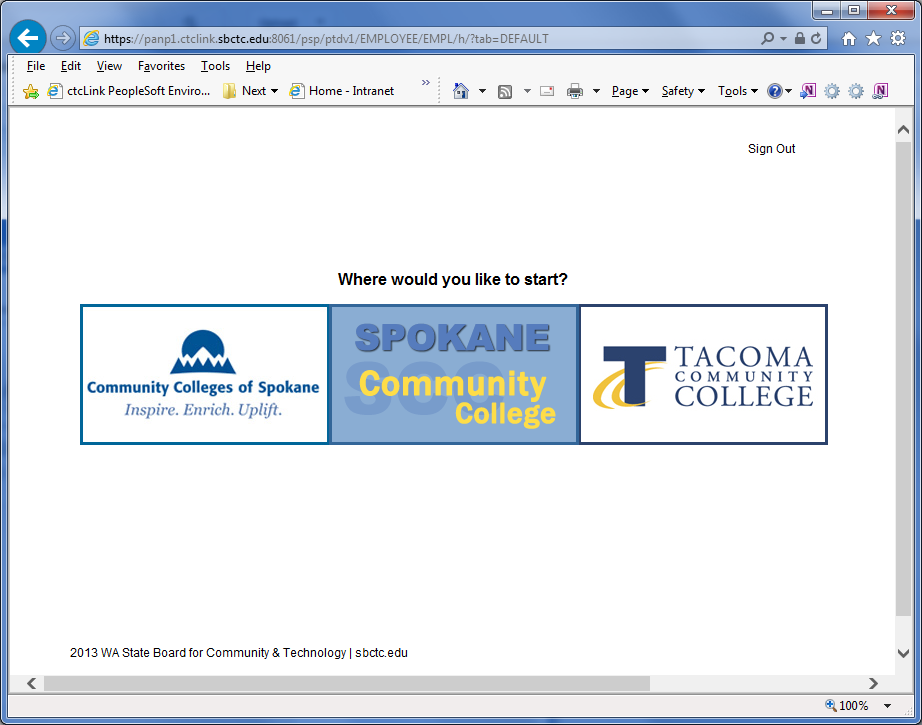 https://panp1.ctclink.sbctc.edu:8061/psp/ptdv1/EMPLOYEE/EMPL/h/?tab=DEFAULT
File Edit View Favorites Tools Help
ctcLink PeopleSoft Enviro... Next Home - Intranet » Page Safety Tools
Sign Out
Where would you like to start?
Community Colleges of Spokane
Inspire. Enrich. Uplift.
SCC
SPOKANE
Community
College
T
TACOMA
COMMUNITY
COLLEGE
2013 WA State Board for Community & Technology | sbctc.edu
100%